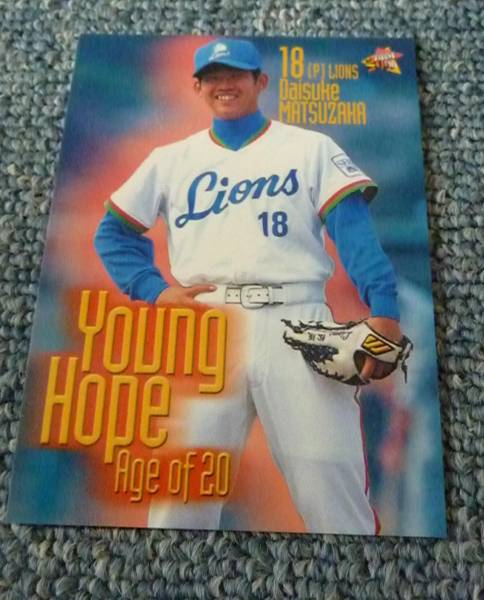 18 [P] LIONS
Daisuke
MATSUZAKA
Lions
18
Young
Hope
Age of 20